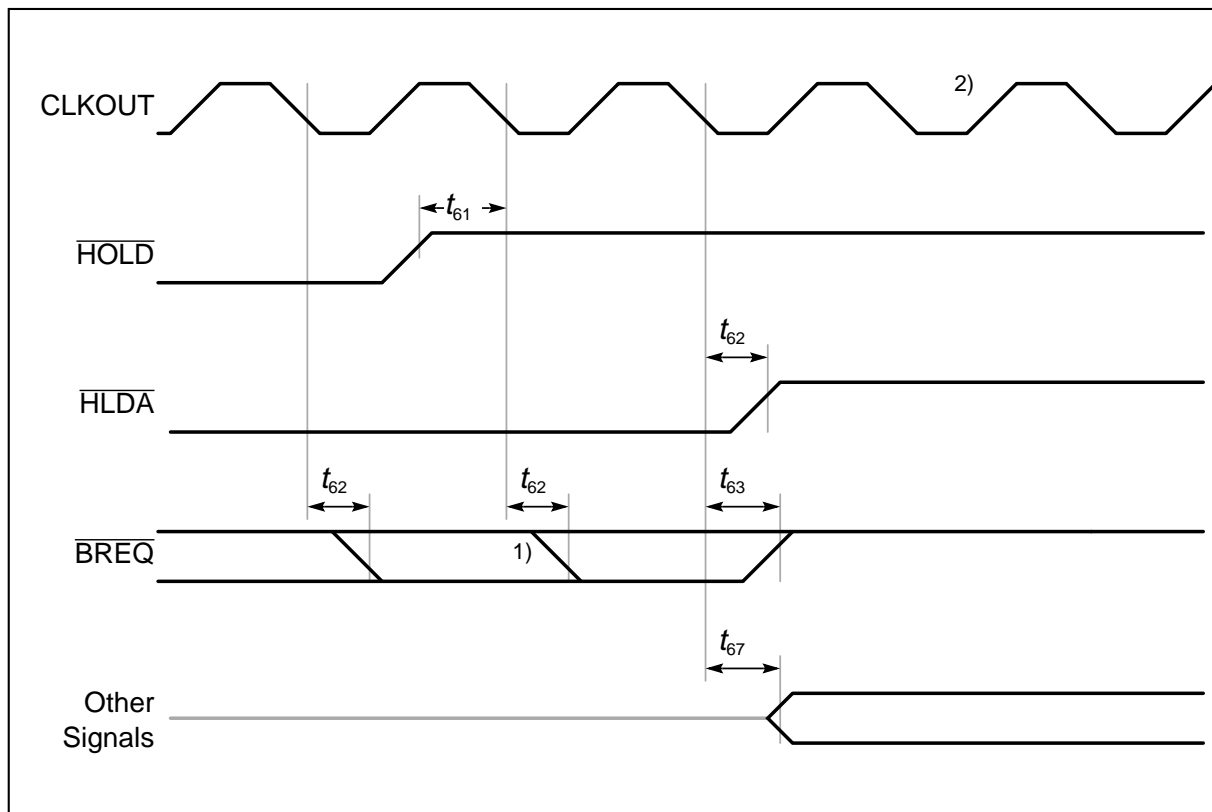 CLKOUT
2)
t61
HOLD
t62
HLDA
t62
t62
t63
BREQ
1)
t67
Other
Signals